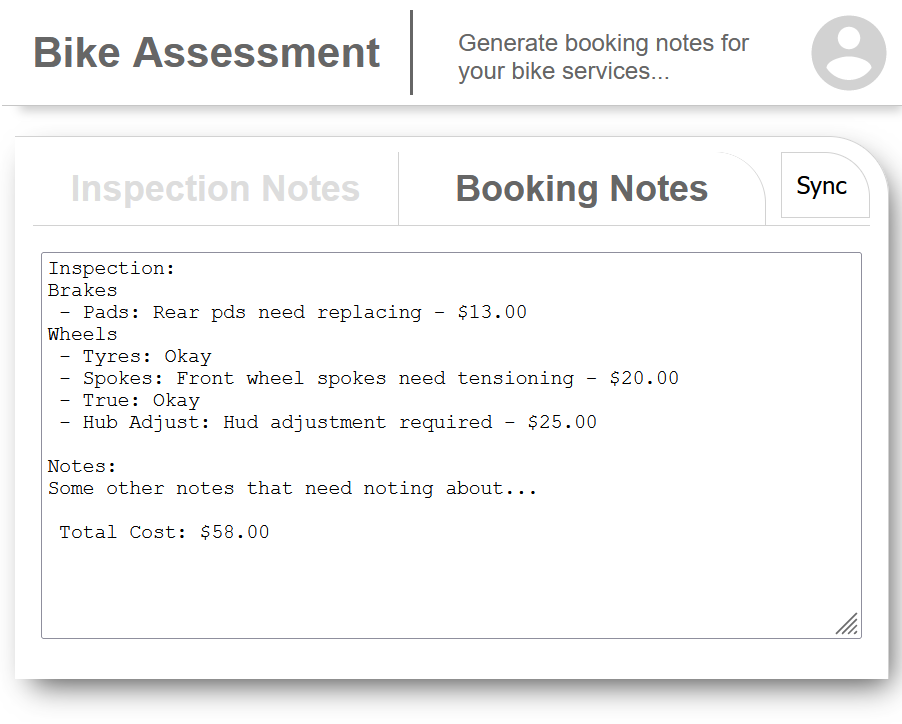 Bike Assessment
Generate booking notes for
your bike services...
Inspection Notes
Booking Notes
Sync
Inspection:
Brakes
 - Pads: Rear pds need replacing - $13.00
Wheels
 - Tyres: Okay
 - Spokes: Front wheel spokes need tensioning - $20.00
 - True: Okay
 - Hub Adjust: Hud adjustment required - $25.00
Notes:
Some other notes that need noting about...
 Total Cost: $58.00